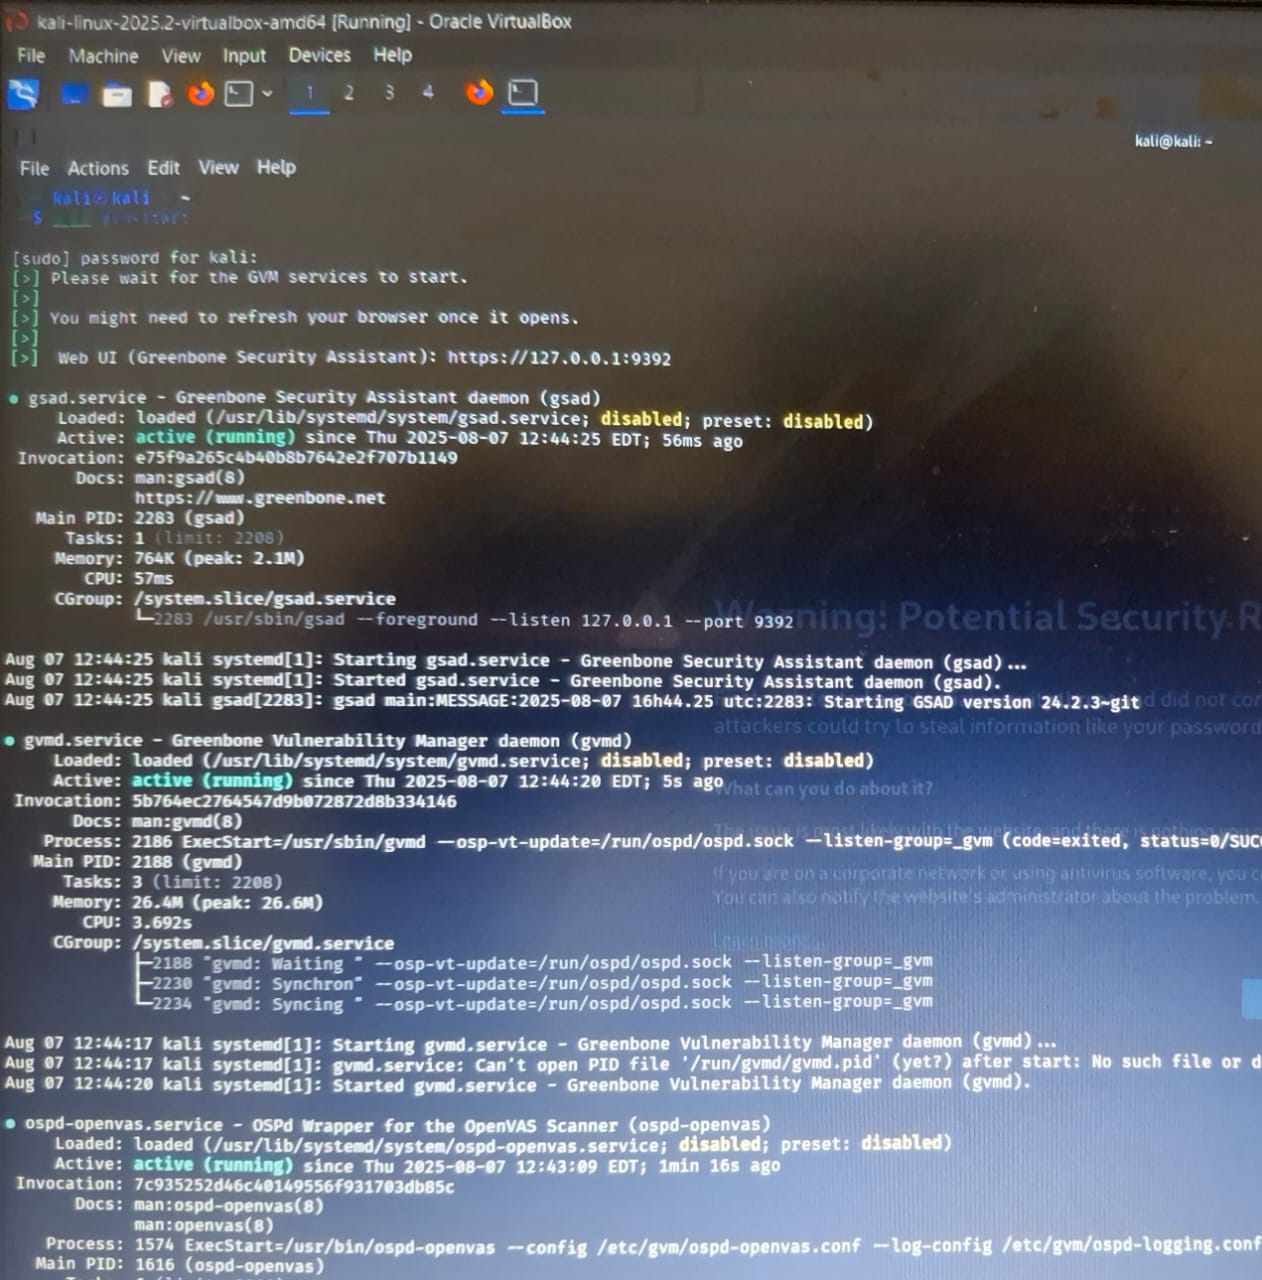 kali-linux-2025.2-virtualbox-amd64 [Running] - Oracle VirtualBox
File Machine View Input Devices Help
1 2 3 4
kali@kali: ~
File Actions Edit View Help
kali㉿kali ~
$ gvm-start
[sudo] password for kali:
[>] Please wait for the GVM services to start.
[>]
[>] You might need to refresh your browser once it opens.
[>]
[>] Web UI (Greenbone Security Assistant): https://127.0.0.1:9392
● gsad.service - Greenbone Security Assistant daemon (gsad)
Loaded: loaded (/usr/lib/systemd/system/gsad.service; disabled; preset: disabled)
Active: active (running) since Thu 2025-08-07 12:44:25 EDT; 56ms ago
Invocation: e75f9a265c4b40b8b7642e2f707b1149
Docs: man:gsad(8)
https://www.greenbone.net
Main PID: 2283 (gsad)
Tasks: 1 (limit: 2208)
Memory: 764K (peak: 2.1M)
CPU: 57ms
CGroup: /system.slice/gsad.service
└─2283 /usr/sbin/gsad --foreground --listen 127.0.0.1 --port 9392
Warning! Potential Security R
Aug 07 12:44:25 kali systemd[1]: Starting gsad.service - Greenbone Security Assistant daemon (gsad)...
Aug 07 12:44:25 kali systemd[1]: Started gsad.service - Greenbone Security Assistant daemon (gsad).
Aug 07 12:44:25 kali gsad[2283]: gsad main:MESSAGE:2025-08-07 16h44.25 utc:2283: Starting GSAD version 24.2.3~git
did not con
attackers could try to steal information like your password
● gvmd.service - Greenbone Vulnerability Manager daemon (gvmd)
Loaded: loaded (/usr/lib/systemd/system/gvmd.service; disabled; preset: disabled)
Active: active (running) since Thu 2025-08-07 12:44:20 EDT; 5s ago
What can you do about it?
Invocation: 5b764ec2764547d9b072872d8b334146
Docs: man:gvmd(8)
Process: 2186 ExecStart=/usr/sbin/gvmd --osp-vt-update=/run/ospd/ospd.sock --listen-group=_gvm (code=exited, status=0/SUC
Main PID: 2188 (gvmd)
If you are on a corporate network or using antivirus software, you c
Tasks: 3 (limit: 2208)
You can also notify the website's administrator about the problem.
Memory: 26.4M (peak: 26.6M)
CPU: 3.692s
Learn more...
CGroup: /system.slice/gvmd.service
├─2188 "gvmd: Waiting " --osp-vt-update=/run/ospd/ospd.sock --listen-group=_gvm
├─2230 "gvmd: Synchron" --osp-vt-update=/run/ospd/ospd.sock --listen-group=_gvm
└─2234 "gvmd: Syncing " --osp-vt-update=/run/ospd/ospd.sock --listen-group=_gvm
Aug 07 12:44:17 kali systemd[1]: Starting gvmd.service - Greenbone Vulnerability Manager daemon (gvmd)...
Aug 07 12:44:17 kali systemd[1]: gvmd.service: Can't open PID file '/run/gvmd/gvmd.pid' (yet?) after start: No such file or d
Aug 07 12:44:20 kali systemd[1]: Started gvmd.service - Greenbone Vulnerability Manager daemon (gvmd).
● ospd-openvas.service - OSPd Wrapper for the OpenVAS Scanner (ospd-openvas)
Loaded: loaded (/usr/lib/systemd/system/ospd-openvas.service; disabled; preset: disabled)
Active: active (running) since Thu 2025-08-07 12:43:09 EDT; 1min 16s ago
Invocation: 7c935252d46c40149556f931703db85c
Docs: man:ospd-openvas(8)
man:openvas(8)
Process: 1574 ExecStart=/usr/bin/ospd-openvas --config /etc/gvm/ospd-openvas.conf --log-config /etc/gvm/ospd-logging.conf
Main PID: 1616 (ospd-openvas)